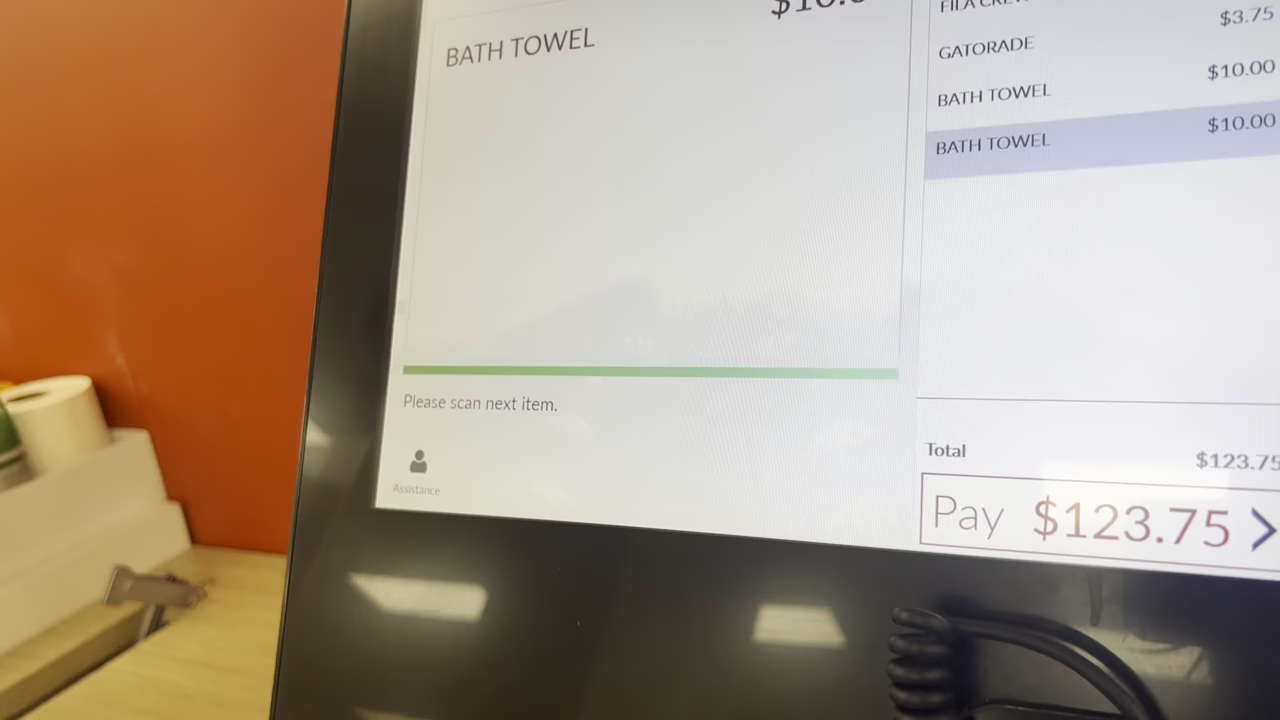 BATH TOWEL
Please scan next item.
Assistance
FILA
$3.75
GATORADE
$10.00
BATH TOWEL
$10.00
BATH TOWEL
Total $123.75
Pay $123.75